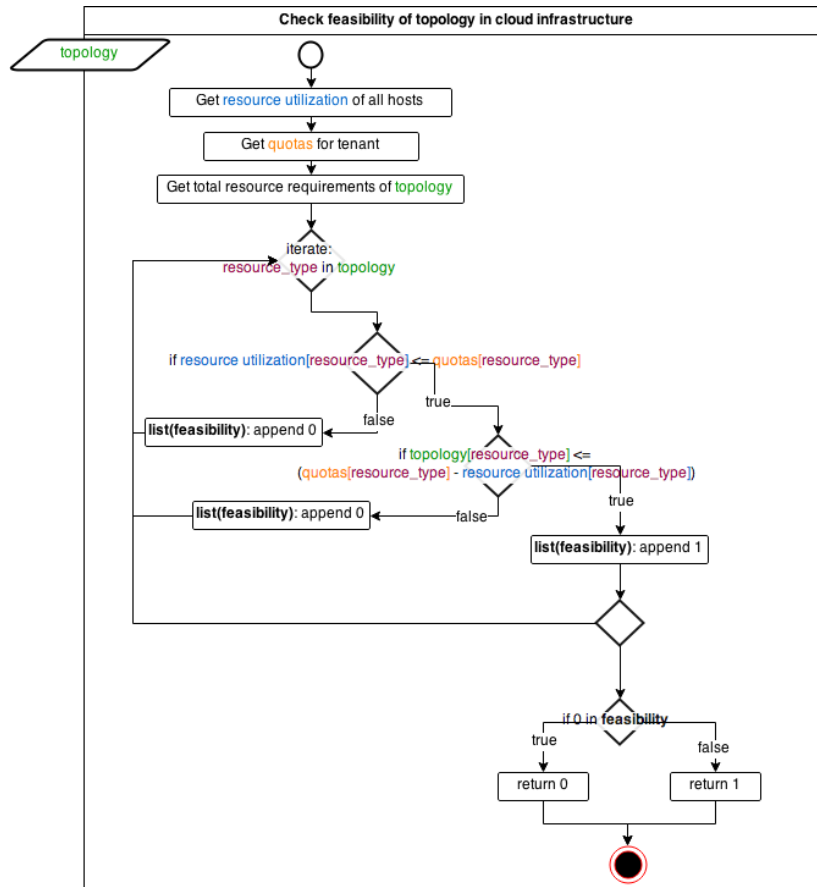 Check feasibility of topology in cloud infrastructure
topology
Get resource utilization of all hosts
Get quotas for tenant
Get total resource requirements of topology
iterate:
resource_type in topology
if resource utilization[resource_type] <= quotas[resource_type]
true
false
list(feasibility): append 0
if topology[resource_type] <=
(quotas[resource_type] - resource utilization[resource_type])
true
false
list(feasibility): append 0
list(feasibility): append 1
if 0 in feasibility
true
false
return 0
return 1